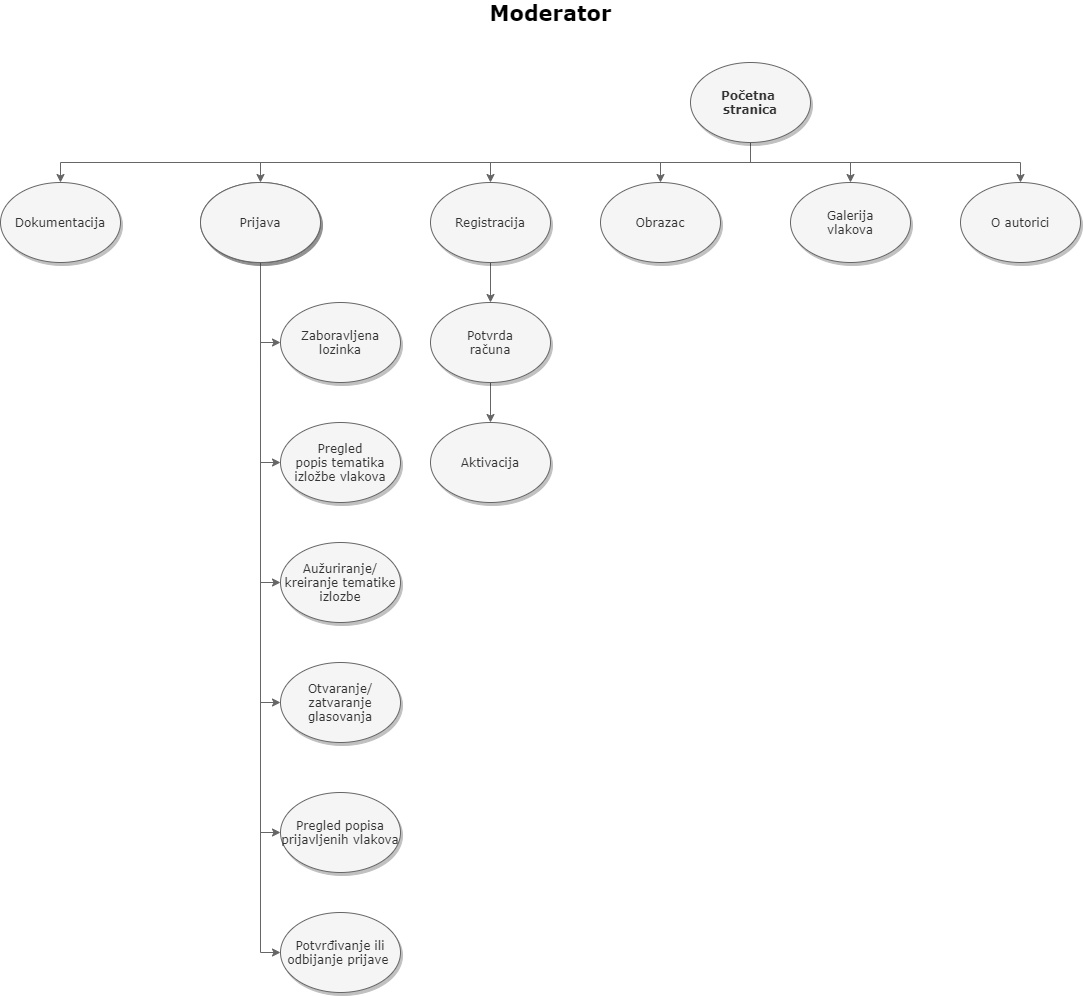 Moderator
Početna
stranica
Dokumentacija
Prijava
Registracija
Obrazac
Galerija
vlakova
O autorici
Zaboravljena
lozinka
Potvrda
računa
Pregled
popis tematika
izložbe vlakova
Aktivacija
Aužuriranje/
kreiranje tematike
izlozbe
Otvaranje/
zatvaranje
glasovanja
Pregled popisa
prijavljenih vlakova
Potvrđivanje ili
odbijanje prijave